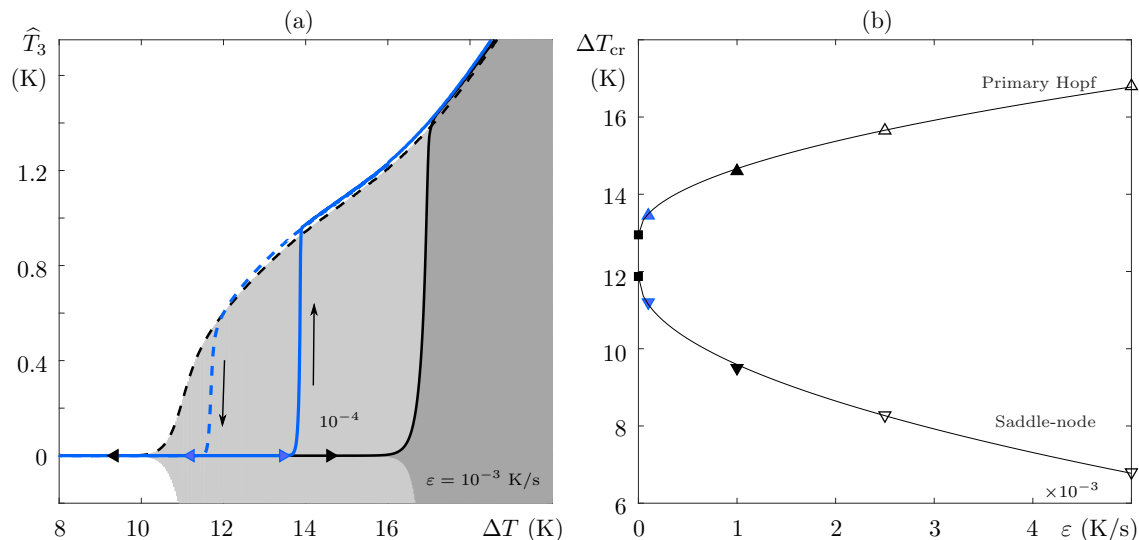 (a)
T̂₃
(K)
1.2
0.8
0.4
0
8
10
12
14
16
ΔT (K)
10⁻⁴
ε = 10⁻³ K/s
(b)
ΔT_cr
(K)
16
14
12
10
8
6
0
1
2
3
4
ε (K/s)
Primary Hopf
Saddle-node
×10⁻³